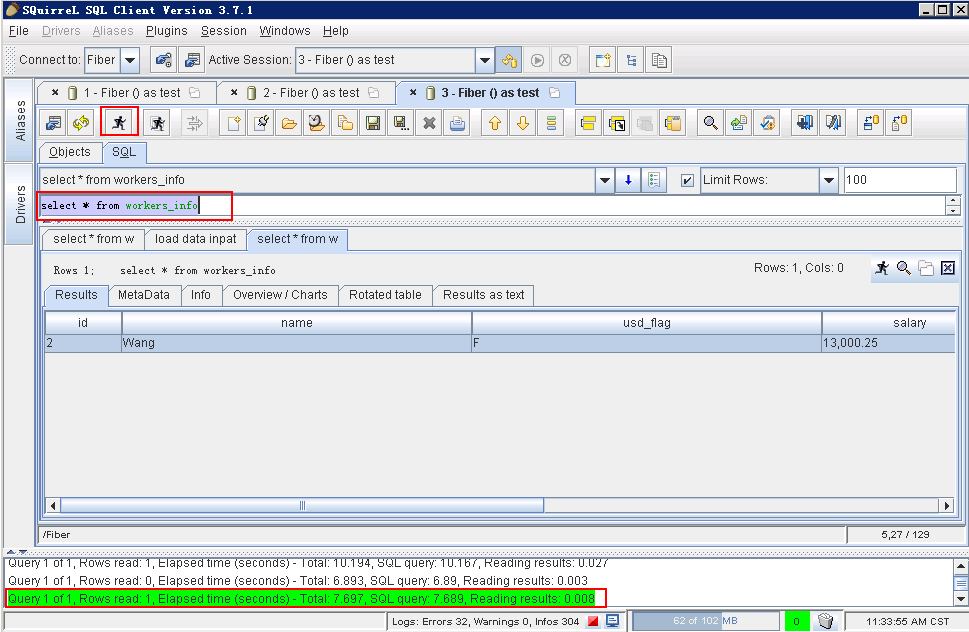 SQuirreL SQL Client Version 3.7.1
File Drivers Aliases Plugins Session Windows Help
Connect to: Fiber Active Session: 3 - Fiber () as test
1 - Fiber () as test 2 - Fiber () as test 3 - Fiber () as test
Aliases
Drivers
Objects SQL
select * from workers_info Limit Rows: 100
select * from workers_info
select * from w load data inpat select * from w
Rows 1; select * from workers_info Rows: 1, Cols: 0
Results MetaData Info Overview / Charts Rotated table Results as text
id name usd_flag salary
2 Wang F 13,000.25
/Fiber 5,27 / 129
Query 1 of 1, Rows read: 1, Elapsed time (seconds) - Total: 10.194, SQL query: 10.167, Reading results: 0.027
Query 1 of 1, Rows read: 0, Elapsed time (seconds) - Total: 6.893, SQL query: 6.89, Reading results: 0.003
Query 1 of 1, Rows read: 1, Elapsed time (seconds) - Total: 7.697, SQL query: 7.689, Reading results: 0.008
Logs: Errors 32, Warnings 0, Infos 304 62 of 102 MB 0 11:33:55 AM CST